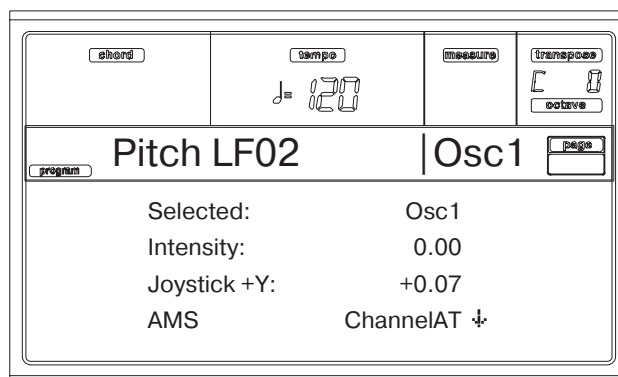 chord tempo measure transpose
♩= 120 C 0
octave
Pitch LFO2 Osc1 page
program
Selected: Osc1
Intensity: 0.00
Joystick +Y: +0.07
AMS ChannelAT